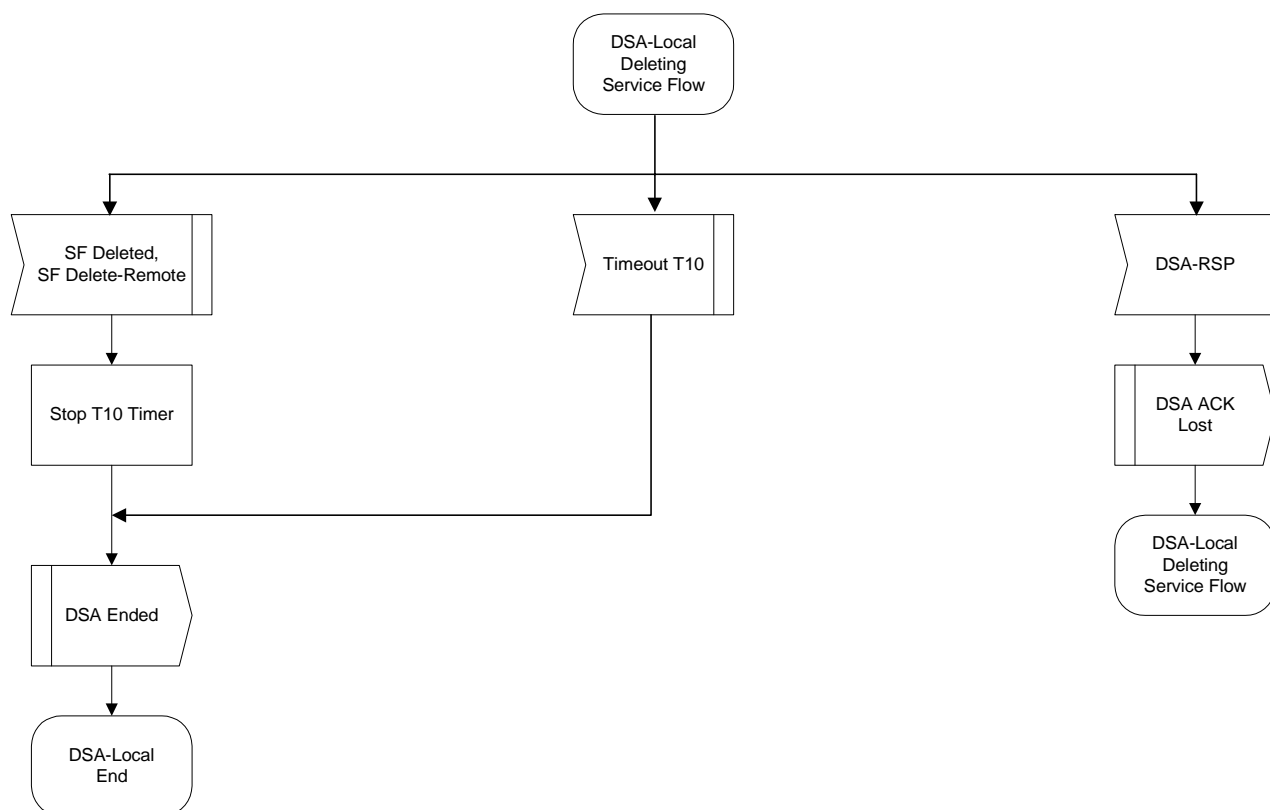 DSA-Local
Deleting
Service Flow
SF Deleted,
SF Delete-Remote
Timeout T10
DSA-RSP
Stop T10 Timer
DSA ACK
Lost
DSA-Local
Deleting
Service Flow
DSA Ended
DSA-Local
End